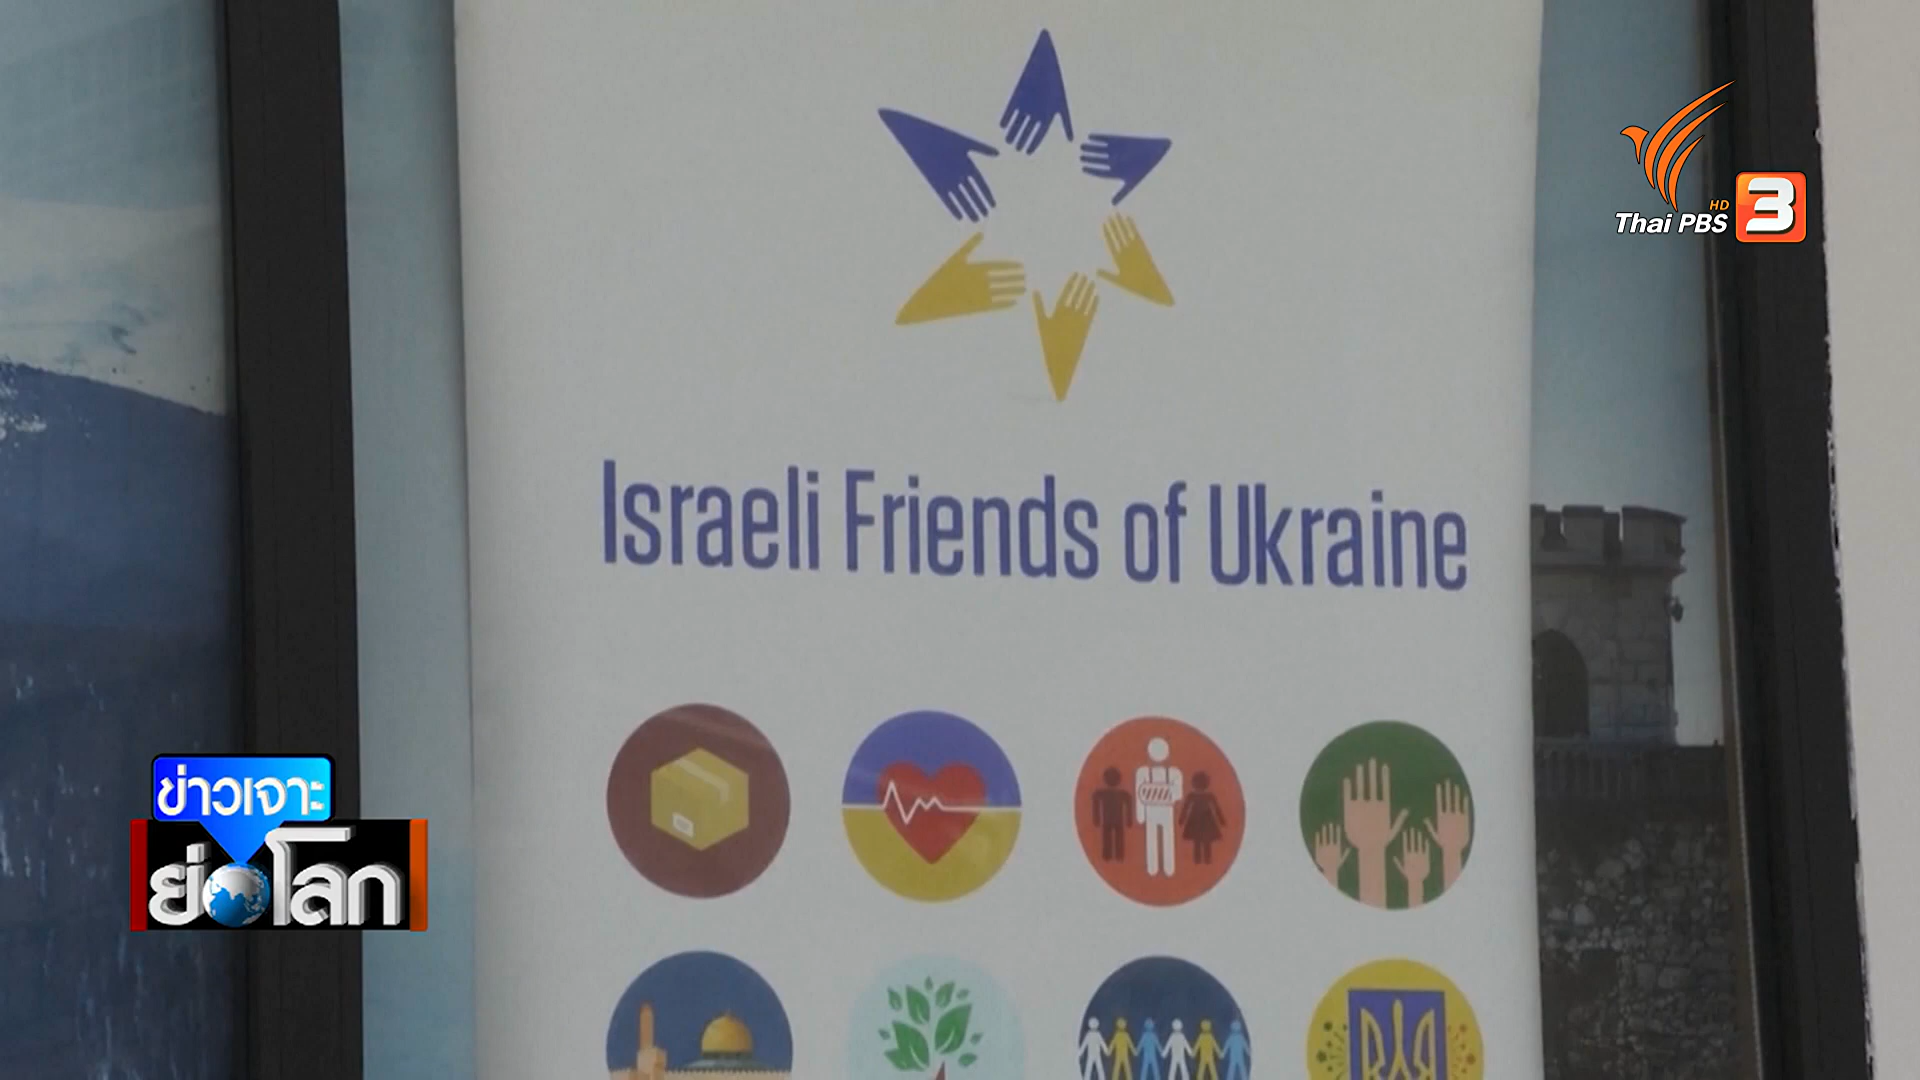 HD
Thai PBS 3
Israeli Friends of Ukraine
ข่าวเจาะ
ย่อโลก